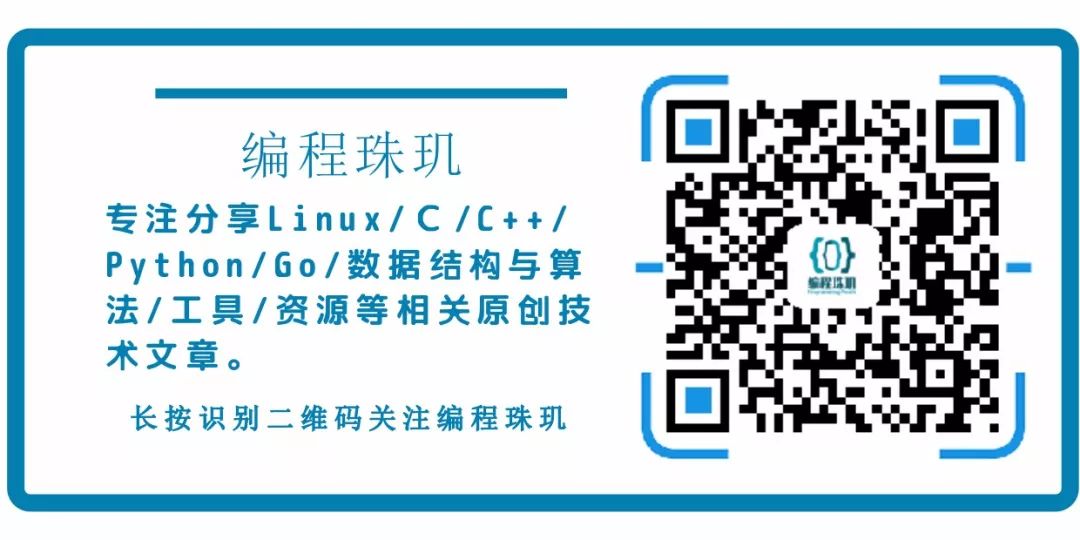 编程珠玑
专注分享Linux/C/C++/
Python/Go/数据结构与算
法/工具/资源等相关原创技
术文章。
长按识别二维码关注编程珠玑
{0}
编程珠玑